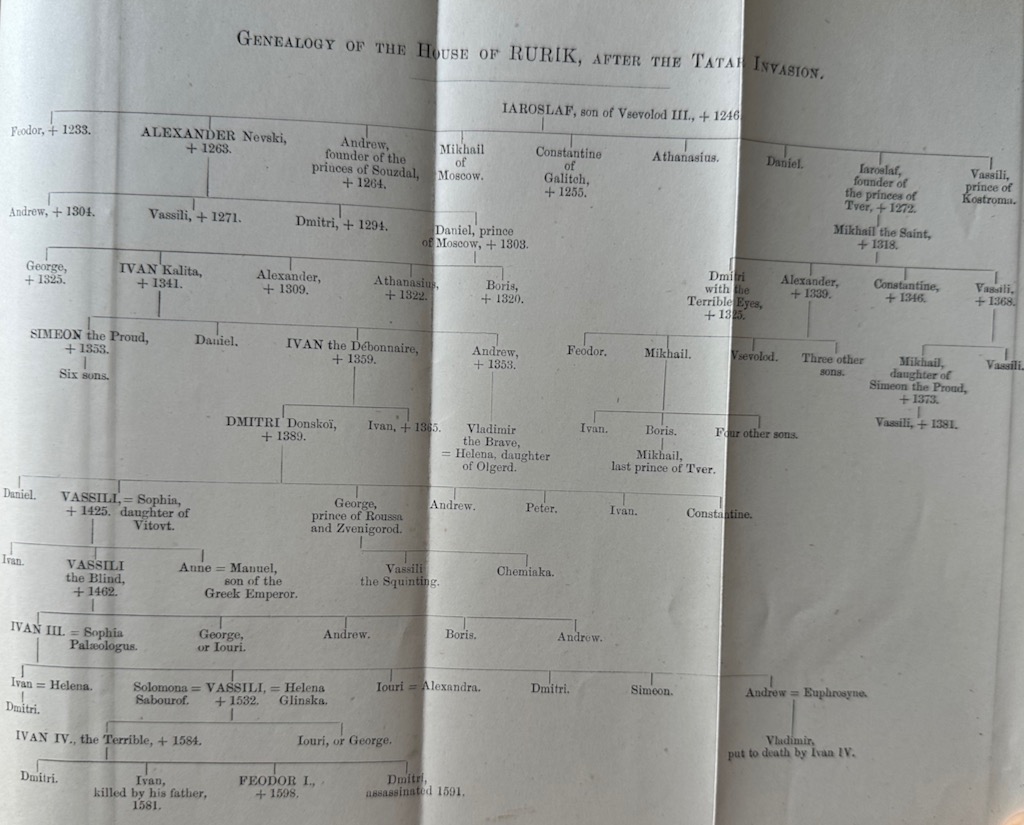 GENEALOGY OF THE HOUSE OF RURIK, AFTER THE TATAR INVASION.
IAROSLAF, son of Vsevolod III., + 1246
Feodor, + 1233.
ALEXANDER Nevski,
+ 1263.
Andrew,
founder of the
princes of Souzdal,
+ 1264.
Mikhail
of
Moscow.
Constantine
of
Galitch,
+ 1255.
Athanasius.
Daniel.
Iaroslaf,
founder of
the princes of
Tver, + 1272.
Vassili,
prince of
Kostroma.
Andrew, + 1304.
Vassili, + 1271.
Dmitri, + 1294.
Daniel, prince
of Moscow, + 1303.
Mikhail the Saint,
+ 1318.
George,
+ 1325.
IVAN Kalita,
+ 1341.
Alexander,
+ 1309.
Athanasius,
+ 1322.
Boris,
+ 1320.
Dmitri
with the
Terrible Eyes,
+ 1325.
Alexander,
+ 1339.
Constantine,
+ 1346.
Vassili,
+ 1368.
SIMEON the Proud,
+ 1353.
Six sons.
Daniel.
IVAN the Débonnaire,
+ 1359.
Andrew,
+ 1353.
Feodor.
Mikhail.
Vsevolod.
Three other
sons.
Mikhail,
daughter of
Simeon the Proud,
+ 1373.
Vassili.
DMITRI Donskoï,
+ 1389.
Ivan, + 1365.
Vladimir
the Brave,
= Helena, daughter
of Olgerd.
Ivan.
Boris.
Four other sons.
Mikhail,
last prince of Tver.
Vassili, + 1381.
Daniel.
VASSILI, = Sophia,
+ 1425. daughter of
Vitovt.
George,
prince of Roussa
and Zvenigorod.
Andrew.
Peter.
Ivan.
Constantine.
Ivan.
VASSILI
the Blind,
+ 1462.
Anne = Manuel,
son of the
Greek Emperor.
Vassili
the Squinting.
Chemiaka.
IVAN III. = Sophia
Palæologus.
George,
or Iouri.
Andrew.
Boris.
Andrew.
Ivan = Helena.
Dmitri.
Solomona = VASSILI, = Helena
Sabourof. + 1532. Glinska.
Iouri = Alexandra.
Dmitri.
Simeon.
Andrew = Euphrosyne.
IVAN IV., the Terrible, + 1584.
Iouri, or George.
Vladimir,
put to death by Ivan IV.
Dmitri.
Ivan,
killed by his father,
1581.
FEODOR I.,
+ 1598.
Dmitri,
assassinated 1591.